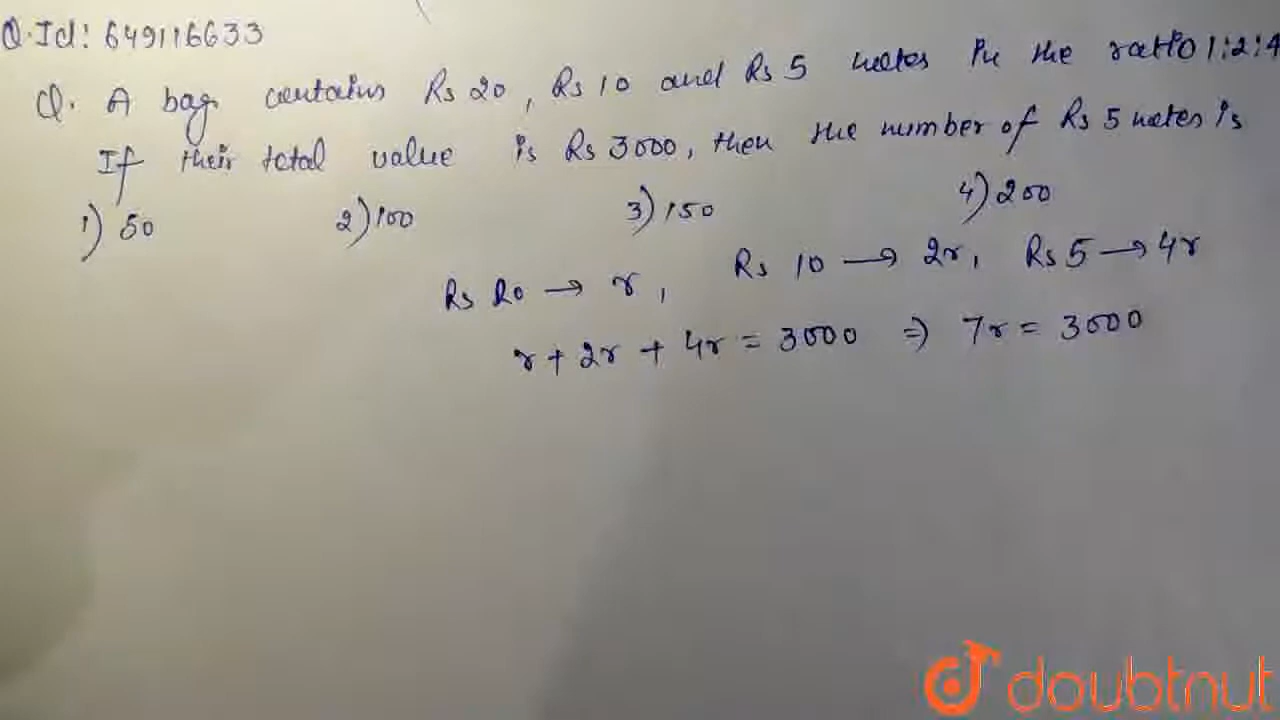 Q.Id: 649116633
Q. A bag contains Rs 20, Rs 10 and Rs 5 notes in the ratio 1:2:4
If their total value is Rs 3000, then the number of Rs 5 notes is
1) 50 2) 100 3) 150 4) 200
Rs 20 → r, Rs 10 → 2r, Rs 5 → 4r
r + 2r + 4r = 3000 ⇒ 7r = 3000
doubtnut